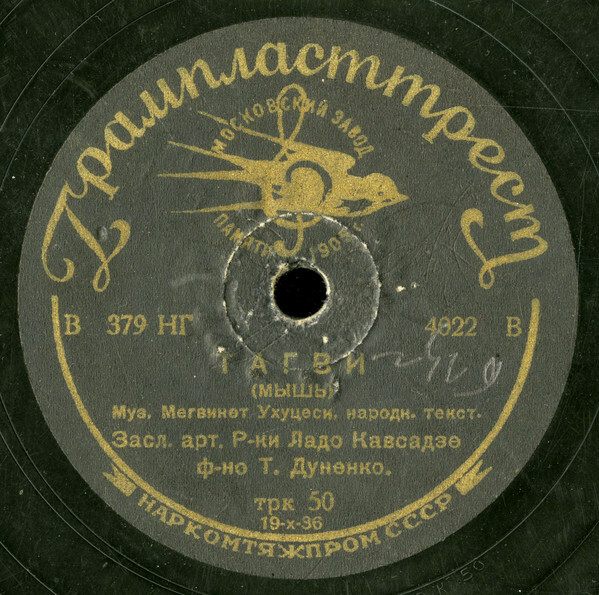 Грампласттрест
МОСКОВСКИЙ ЗАВОД
ПАМЯТИ 1905 г.
В 379 НГ 4022 В
ТАГВИ
(МЫШЬ)
Муз. Мегвинет Ухуцеси, народн. текст.
Засл. арт. Р-ки Ладо Кавсадзе
ф-но Т. Дуненко.
трк 50
19-х-36
НАРКОМТЯЖПРОМ СССР